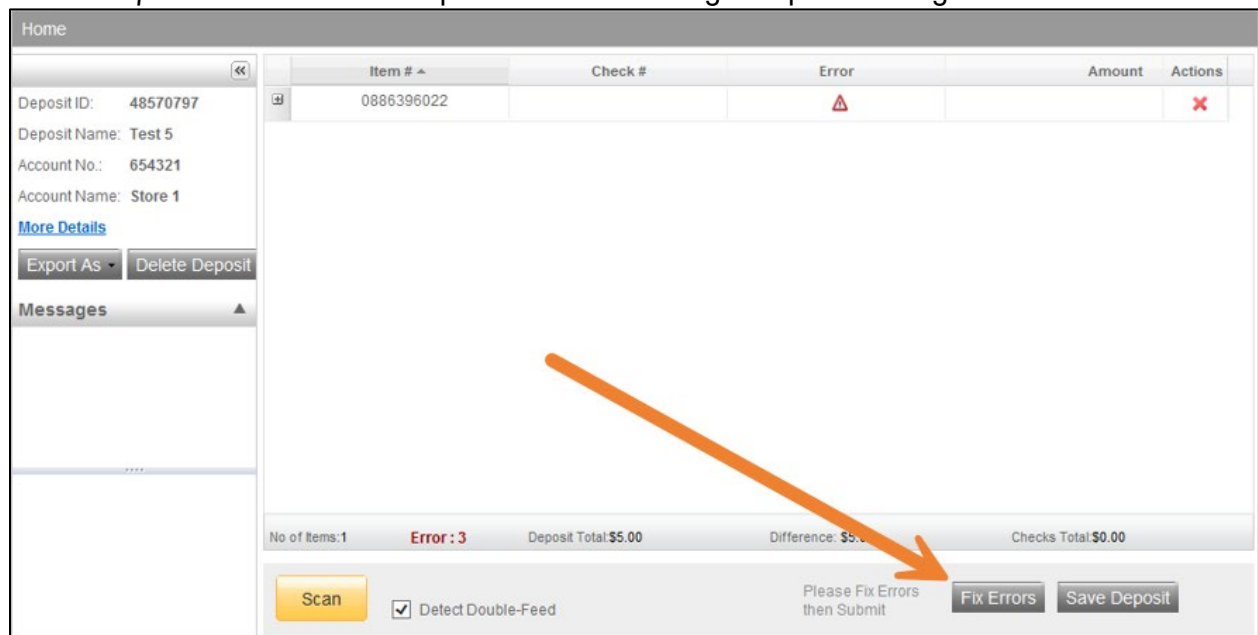 Home
Item # Check # Error Amount Actions
Deposit ID: 48570797
0886396022
Deposit Name: Test 5
Account No.: 654321
Account Name: Store 1
More Details
Export As Delete Deposit
Messages
No of Items:1 Error : 3 Deposit Total:$5.00 Difference: Checks Total:$0.00
Scan
Detect Double-Feed
Please Fix Errors
then Submit
Fix Errors Save Deposit